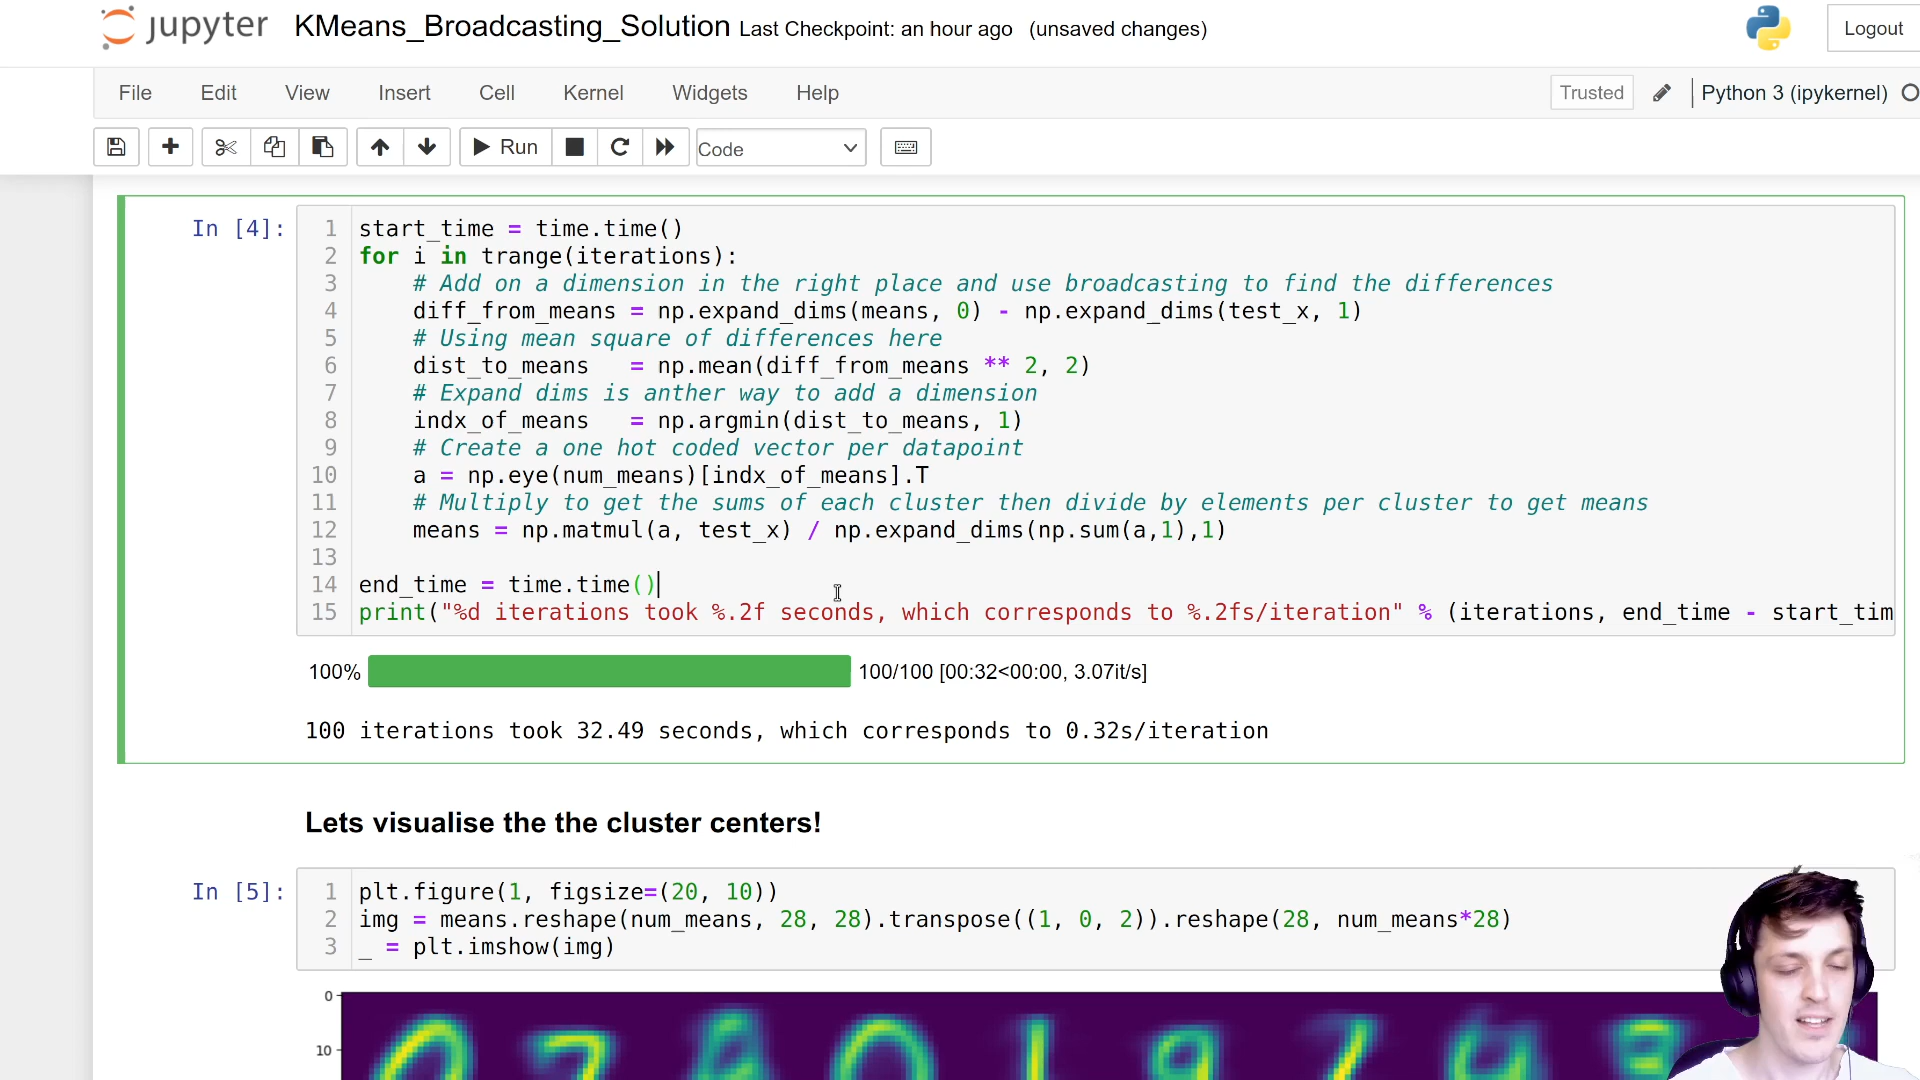 jupyter KMeans_Broadcasting_Solution Last Checkpoint: an hour ago (unsaved changes) Logout
File Edit View Insert Cell Kernel Widgets Help Trusted Python 3 (ipykernel)
Run Code
In [4]:
1 start_time = time.time()
2 for i in trange(iterations):
3 # Add on a dimension in the right place and use broadcasting to find the differences
4 diff_from_means = np.expand_dims(means, 0) - np.expand_dims(test_x, 1)
5 # Using mean square of differences here
6 dist_to_means = np.mean(diff_from_means ** 2, 2)
7 # Expand dims is anther way to add a dimension
8 indx_of_means = np.argmin(dist_to_means, 1)
9 # Create a one hot coded vector per datapoint
10 a = np.eye(num_means)[indx_of_means].T
11 # Multiply to get the sums of each cluster then divide by elements per cluster to get means
12 means = np.matmul(a, test_x) / np.expand_dims(np.sum(a,1),1)
13
14 end_time = time.time()
15 print("%d iterations took %.2f seconds, which corresponds to %.2fs/iteration" % (iterations, end_time - start_tim
100% 100/100 [00:32<00:00, 3.07it/s]
100 iterations took 32.49 seconds, which corresponds to 0.32s/iteration
Lets visualise the the cluster centers!
In [5]:
1 plt.figure(1, figsize=(20, 10))
2 img = means.reshape(num_means, 28, 28).transpose((1, 0, 2)).reshape(28, num_means*28)
3 _ = plt.imshow(img)
0
10